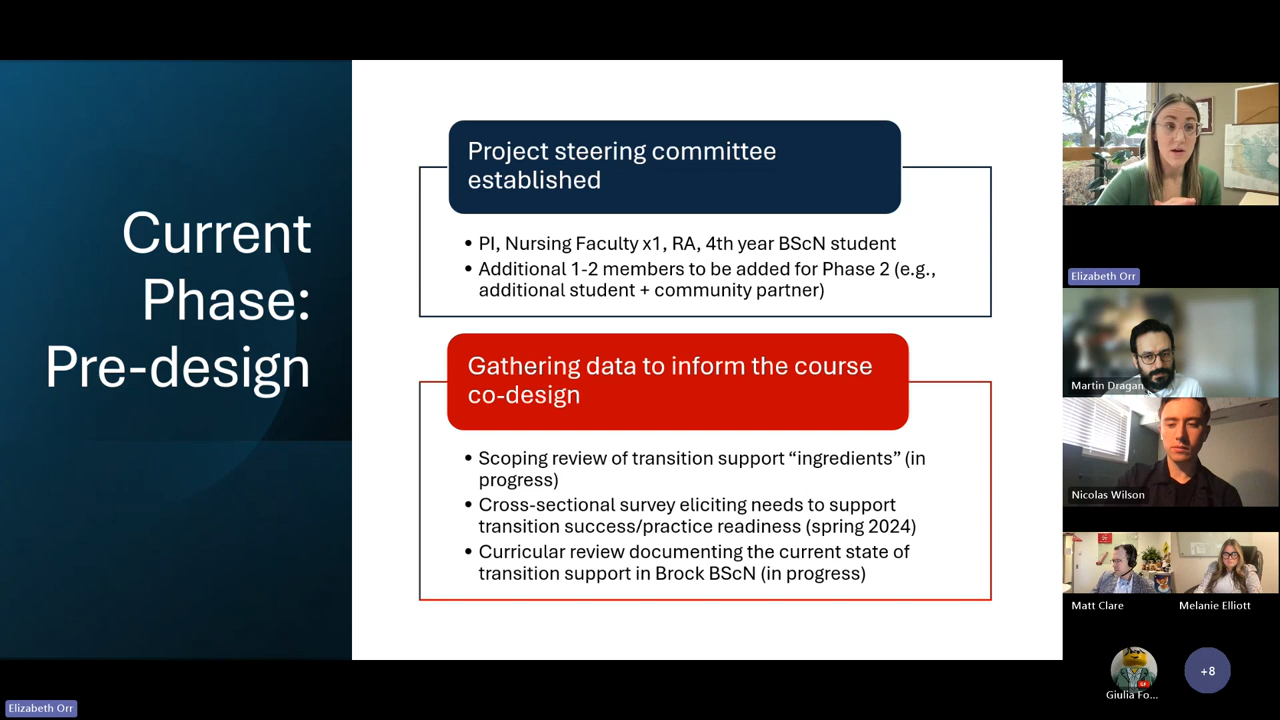 Current
Phase:
Pre-design
Project steering committee
established
• PI, Nursing Faculty x1, RA, 4th year BScN student
• Additional 1-2 members to be added for Phase 2 (e.g.,
additional student + community partner)
Gathering data to inform the course
co-design
• Scoping review of transition support “ingredients” (in
progress)
• Cross-sectional survey eliciting needs to support
transition success/practice readiness (spring 2024)
• Curricular review documenting the current state of
transition support in Brock BScN (in progress)
Elizabeth Orr
Martin Dragan
Nicolas Wilson
Matt Clare
Melanie Elliott
Giulia Fo...
+8
Elizabeth Orr